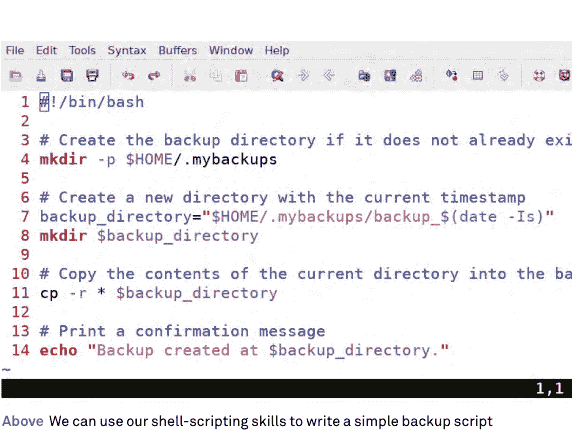 File Edit Tools Syntax Buffers Window Help
1 #!/bin/bash
2
3 # Create the backup directory if it does not already exi
4 mkdir -p $HOME/.mybackups
5
6 # Create a new directory with the current timestamp
7 backup_directory="$HOME/.mybackups/backup_$(date -Is)"
8 mkdir $backup_directory
9
10 # Copy the contents of the current directory into the ba
11 cp -r * $backup_directory
12
13 # Print a confirmation message
14 echo "Backup created at $backup_directory."
~
1,1
Above We can use our shell-scripting skills to write a simple backup script